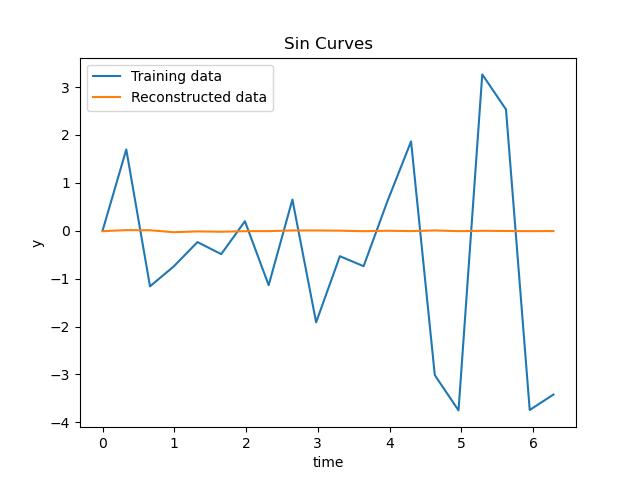 Sin Curves
Training data
Reconstructed data
3
2
1
0
−1
−2
−3
−4
y
0 1 2 3 4 5 6
time